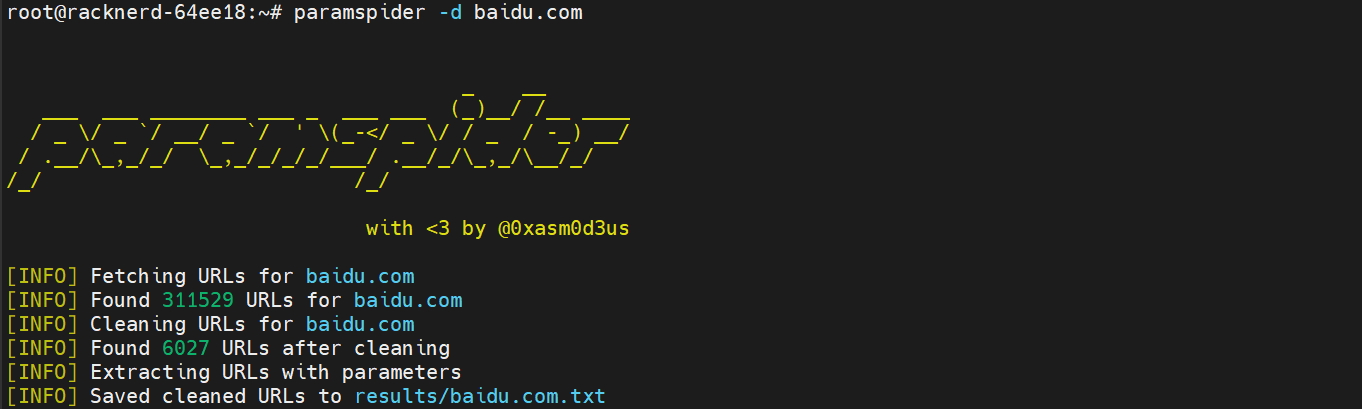 root@racknerd-64ee18:~# paramspider -d baidu.com
paramspider
with <3 by @0xasm0d3us
[INFO] Fetching URLs for baidu.com
[INFO] Found 311529 URLs for baidu.com
[INFO] Cleaning URLs for baidu.com
[INFO] Found 6027 URLs after cleaning
[INFO] Extracting URLs with parameters
[INFO] Saved cleaned URLs to results/baidu.com.txt